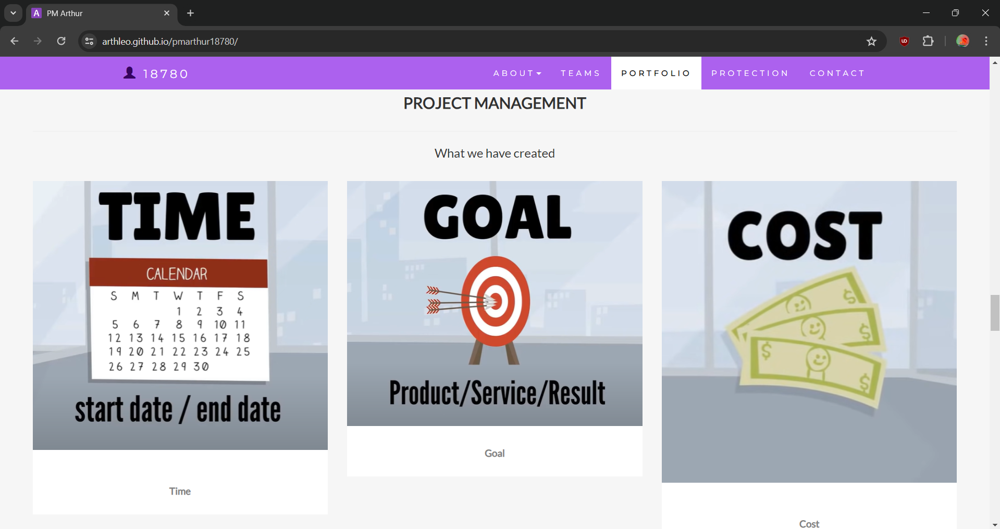 PM Arthur
arthleo.github.io/pmarthur18780/
18780
ABOUT
TEAMS
PORTFOLIO
PROTECTION
CONTACT
PROJECT MANAGEMENT
What we have created
TIME
CALENDAR
S M T W T F S
1 2 3 4
5 6 7 8 9 10 11
12 13 14 15 16 17 18
19 20 21 22 23 24 25
26 27 28 29 30
start date / end date
Time
GOAL
Product/Service/Result
Goal
COST
$
$
$
$
Cost